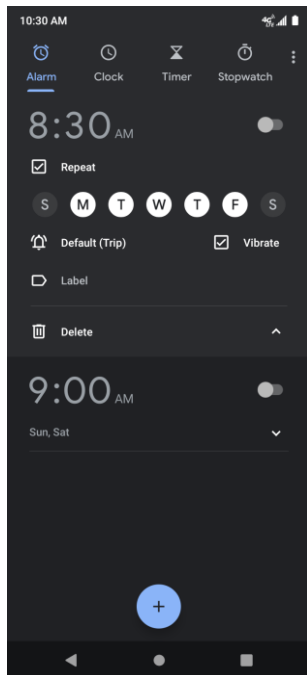 10:30 AM
Alarm Clock Timer Stopwatch
8:30 AM
Repeat
S M T W T F S
Default (Trip) Vibrate
Label
Delete
9:00 AM
Sun, Sat